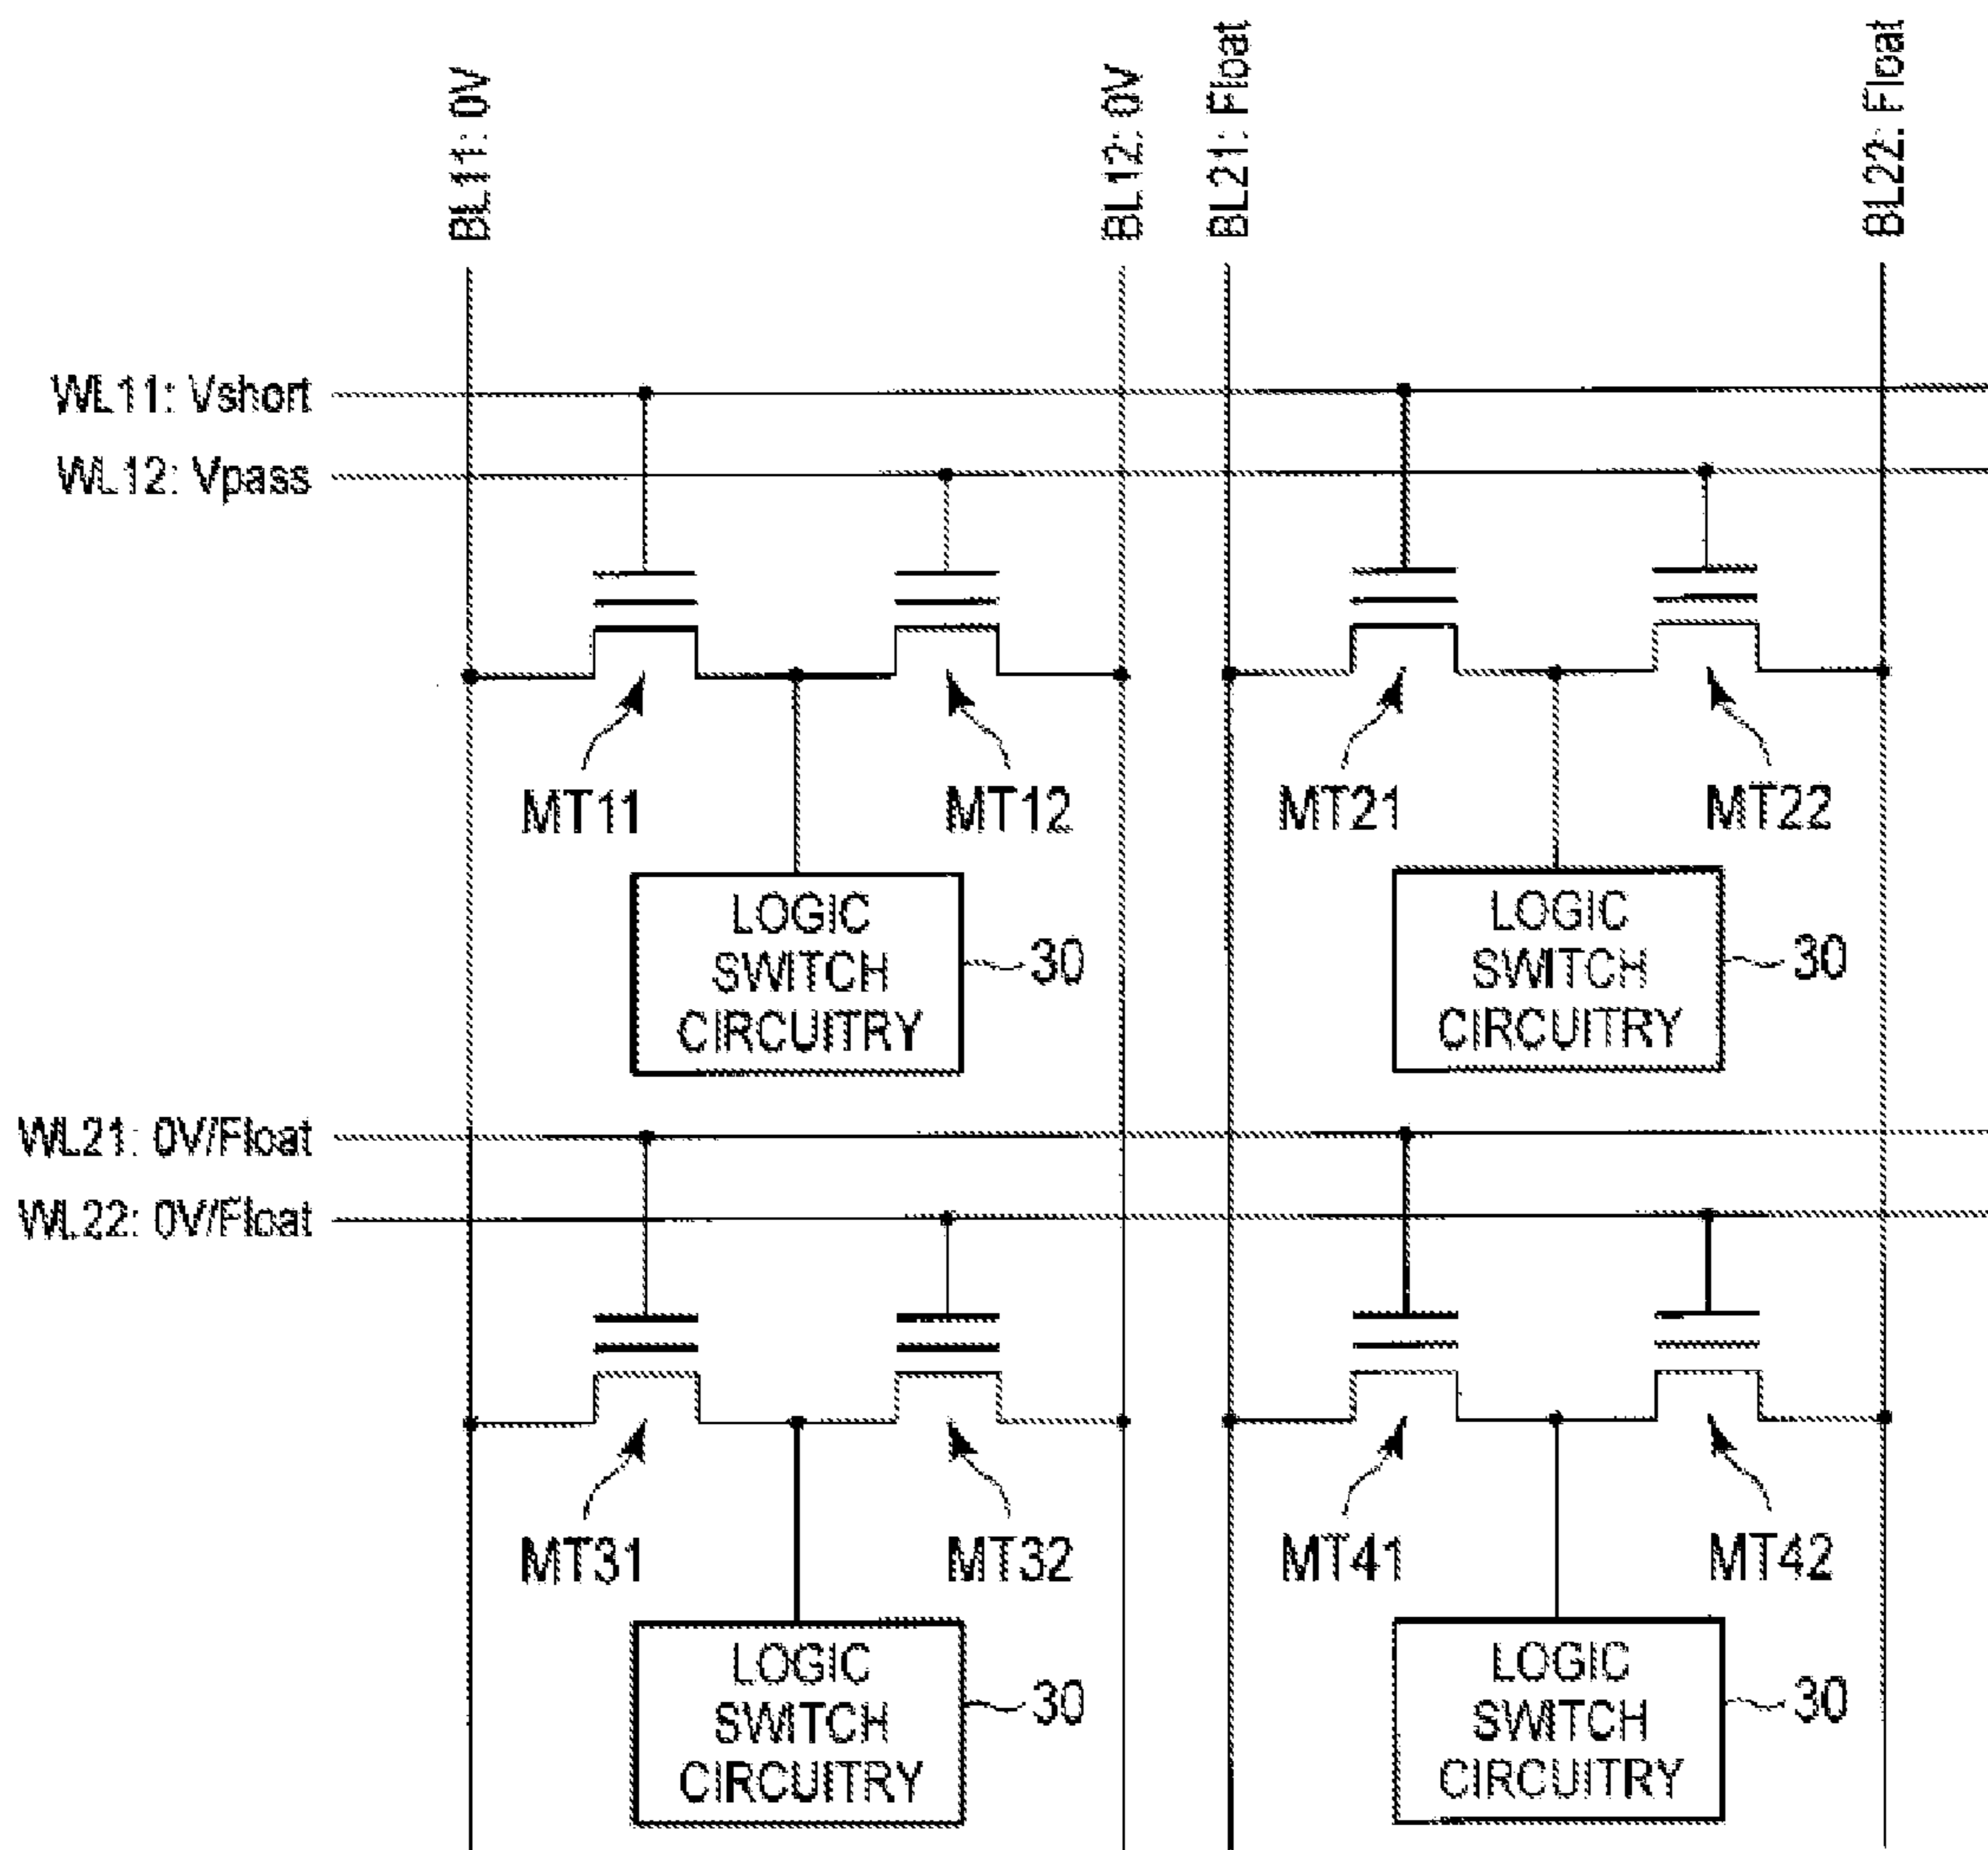 BL11: 0V
BL12: 0V
BL21: Float
BL22: Float
WL11: Vshort
WL12: Vpass
MT11
MT12
MT21
MT22
LOGIC
SWITCH
CIRCUITRY
30
LOGIC
SWITCH
CIRCUITRY
30
WL21: 0V/Float
WL22: 0V/Float
MT31
MT32
MT41
MT42
LOGIC
SWITCH
CIRCUITRY
30
LOGIC
SWITCH
CIRCUITRY
30